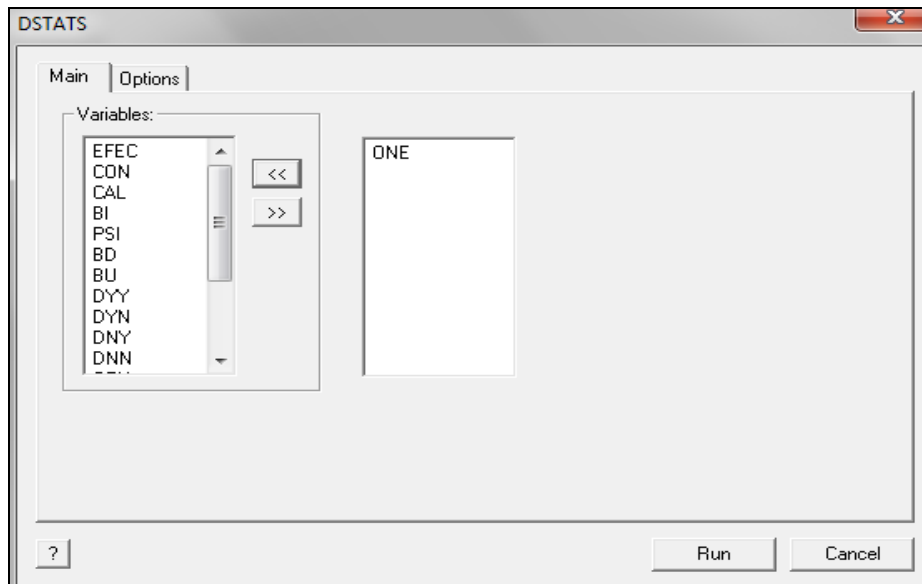 DSTATS
Main
Options
Variables:
EFEC
CON
CAL
BI
PSI
BD
BU
DYY
DYN
DNY
DNN
<<
>>
ONE
?
Run
Cancel